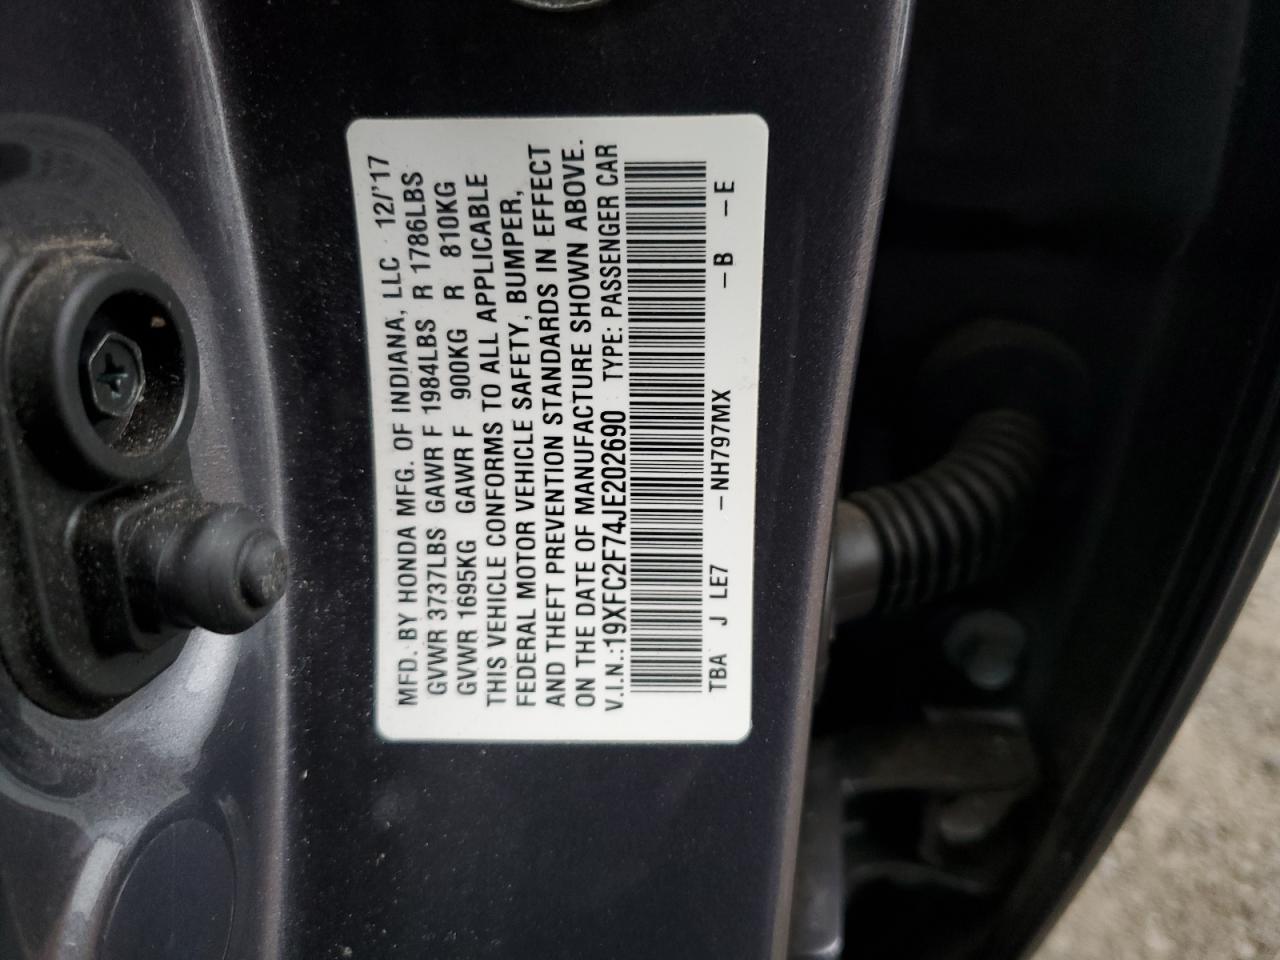 MFD. BY HONDA MFG. OF INDIANA, LLC 12/'17
GVWR 3737LBS GAWR F 1984LBS R 1786LBS
GVWR 1695KG GAWR F 900KG R 810KG
THIS VEHICLE CONFORMS TO ALL APPLICABLE
FEDERAL MOTOR VEHICLE SAFETY, BUMPER,
AND THEFT PREVENTION STANDARDS IN EFFECT
ON THE DATE OF MANUFACTURE SHOWN ABOVE.
V.I.N.:19XFC2F74JE202690 TYPE: PASSENGER CAR
TBA J LE7 -NH797MX -B -E